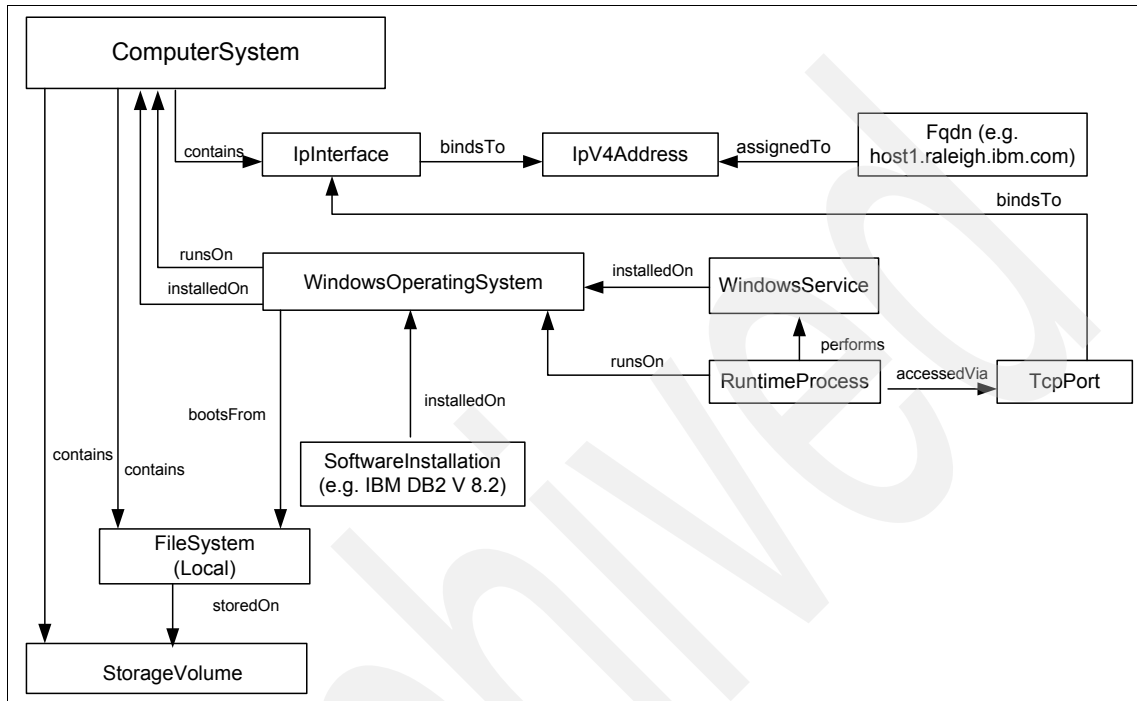 ComputerSystem
contains
IpInterface
bindsTo
IpV4Address
assignedTo
Fqdn (e.g.
host1.raleigh.ibm.com)
bindsTo
runsOn
installedOn
WindowsOperatingSystem
installedOn
WindowsService
performs
runsOn
RuntimeProcess
accessedVia
TcpPort
bootsFrom
installedOn
SoftwareInstallation
(e.g. IBM DB2 V 8.2)
contains
contains
FileSystem
(Local)
storedOn
StorageVolume